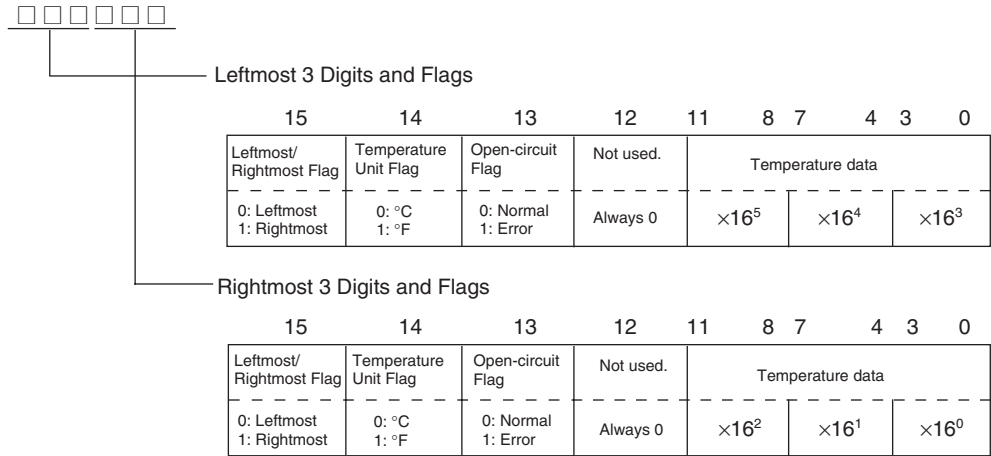 □□□□□□
Leftmost 3 Digits and Flags
15 14 13 12 11 8 7 4 3 0
Leftmost/ Rightmost Flag Temperature Unit Flag Open-circuit Flag Not used. Temperature data
0: Leftmost 1: Rightmost 0: °C 1: °F 0: Normal 1: Error Always 0 ×16⁵ ×16⁴ ×16³
Rightmost 3 Digits and Flags
15 14 13 12 11 8 7 4 3 0
Leftmost/ Rightmost Flag Temperature Unit Flag Open-circuit Flag Not used. Temperature data
0: Leftmost 1: Rightmost 0: °C 1: °F 0: Normal 1: Error Always 0 ×16² ×16¹ ×16⁰